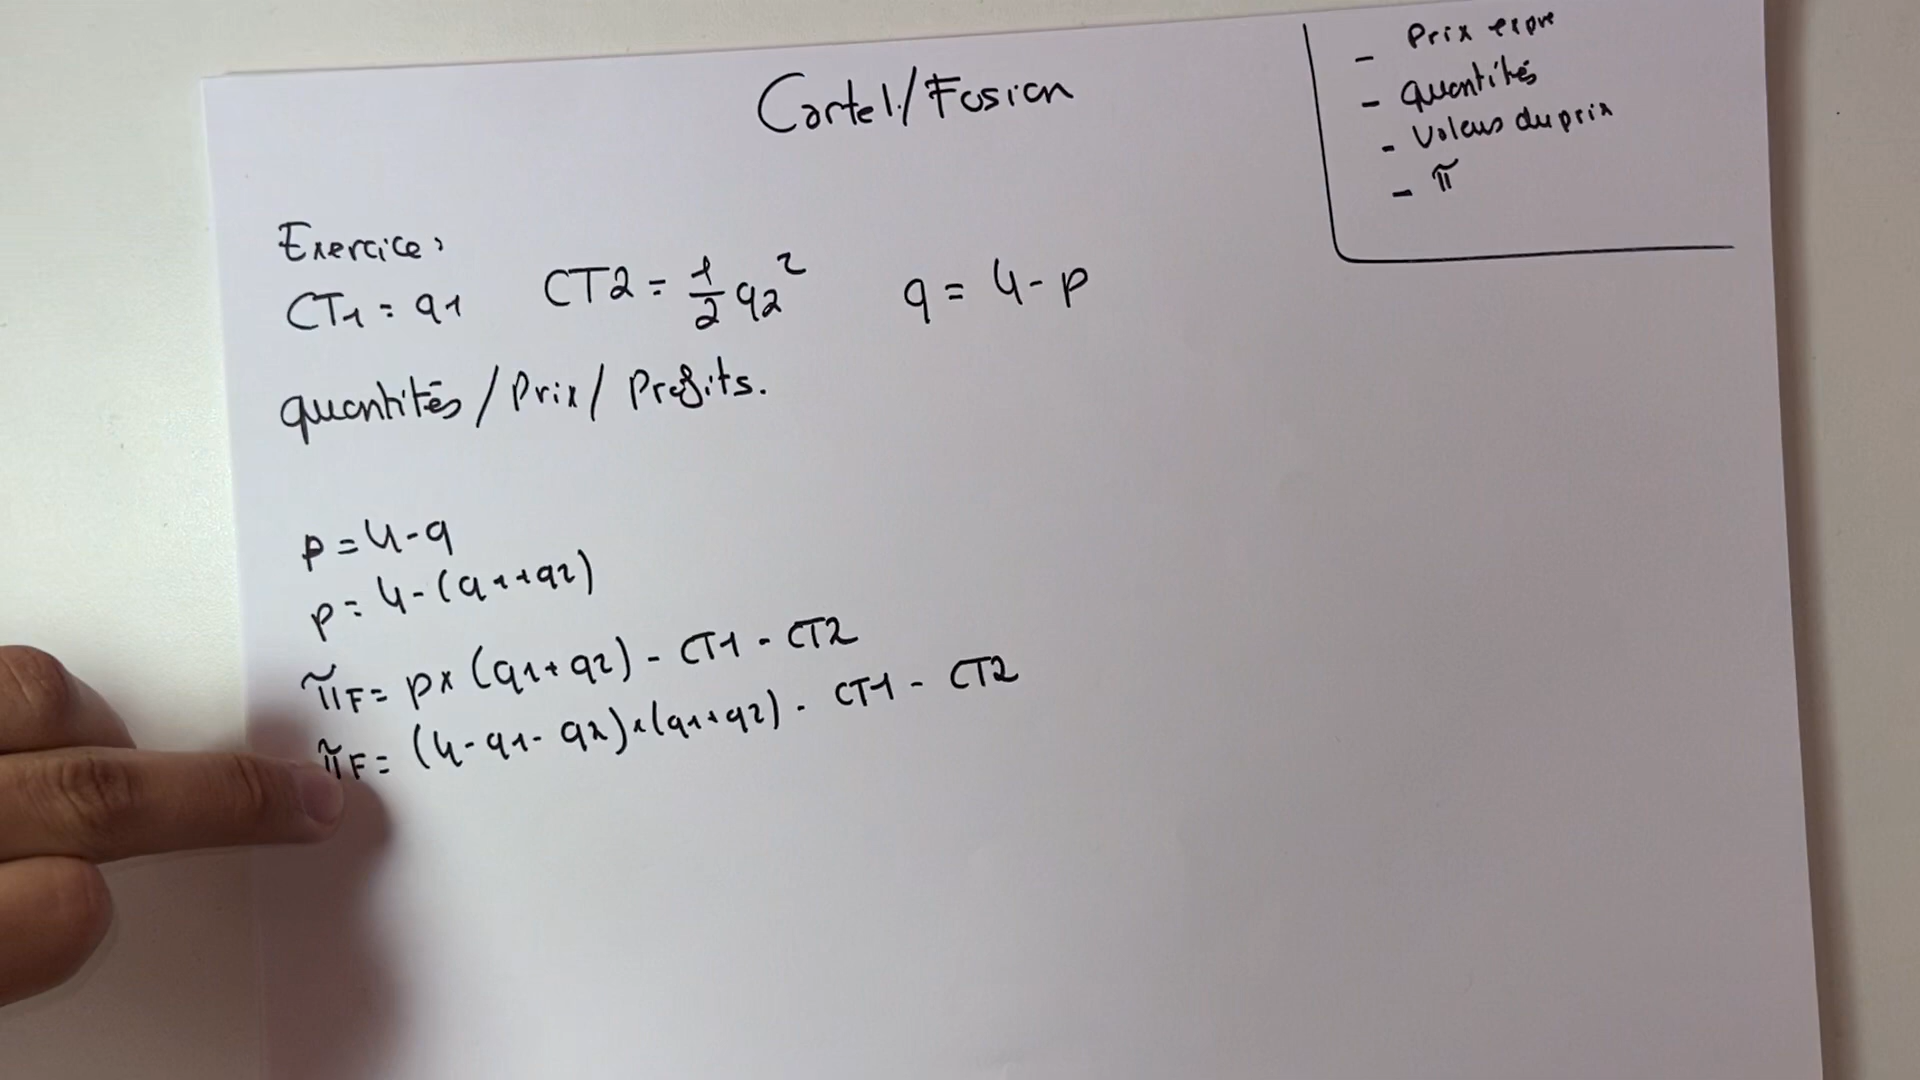 Cartel/Fusion
- Prix expre
- quantités
- Valeurs du prix
- π
Exercice:
CT1 = q1 CT2 = 1/2 q2² q = 4 - p
quantités / Prix / Profits.
p = 4 - q
p = 4 - (q1 + q2)
πF = p x (q1 + q2) - CT1 - CT2
πF = (4 - q1 - q2) x (q1 + q2) - CT1 - CT2